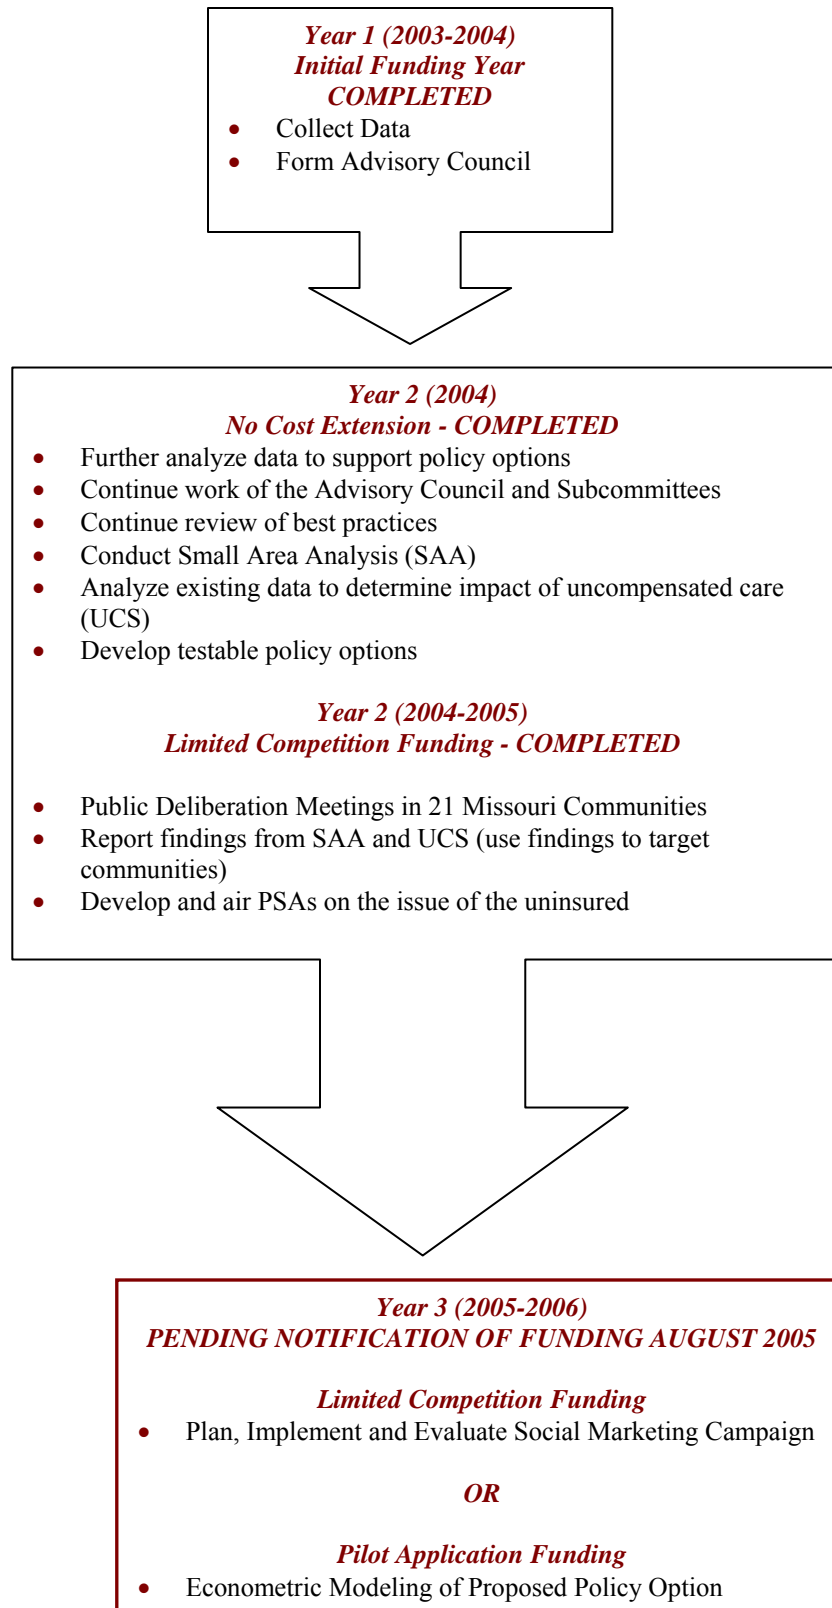 Year 1 (2003-2004)
Initial Funding Year
COMPLETED
• Collect Data
• Form Advisory Council
Year 2 (2004)
No Cost Extension - COMPLETED
• Further analyze data to support policy options
• Continue work of the Advisory Council and Subcommittees
• Continue review of best practices
• Conduct Small Area Analysis (SAA)
• Analyze existing data to determine impact of uncompensated care
(UCS)
• Develop testable policy options
Year 2 (2004-2005)
Limited Competition Funding - COMPLETED
• Public Deliberation Meetings in 21 Missouri Communities
• Report findings from SAA and UCS (use findings to target
communities)
• Develop and air PSAs on the issue of the uninsured
Year 3 (2005-2006)
PENDING NOTIFICATION OF FUNDING AUGUST 2005
Limited Competition Funding
• Plan, Implement and Evaluate Social Marketing Campaign
OR
Pilot Application Funding
• Econometric Modeling of Proposed Policy Option